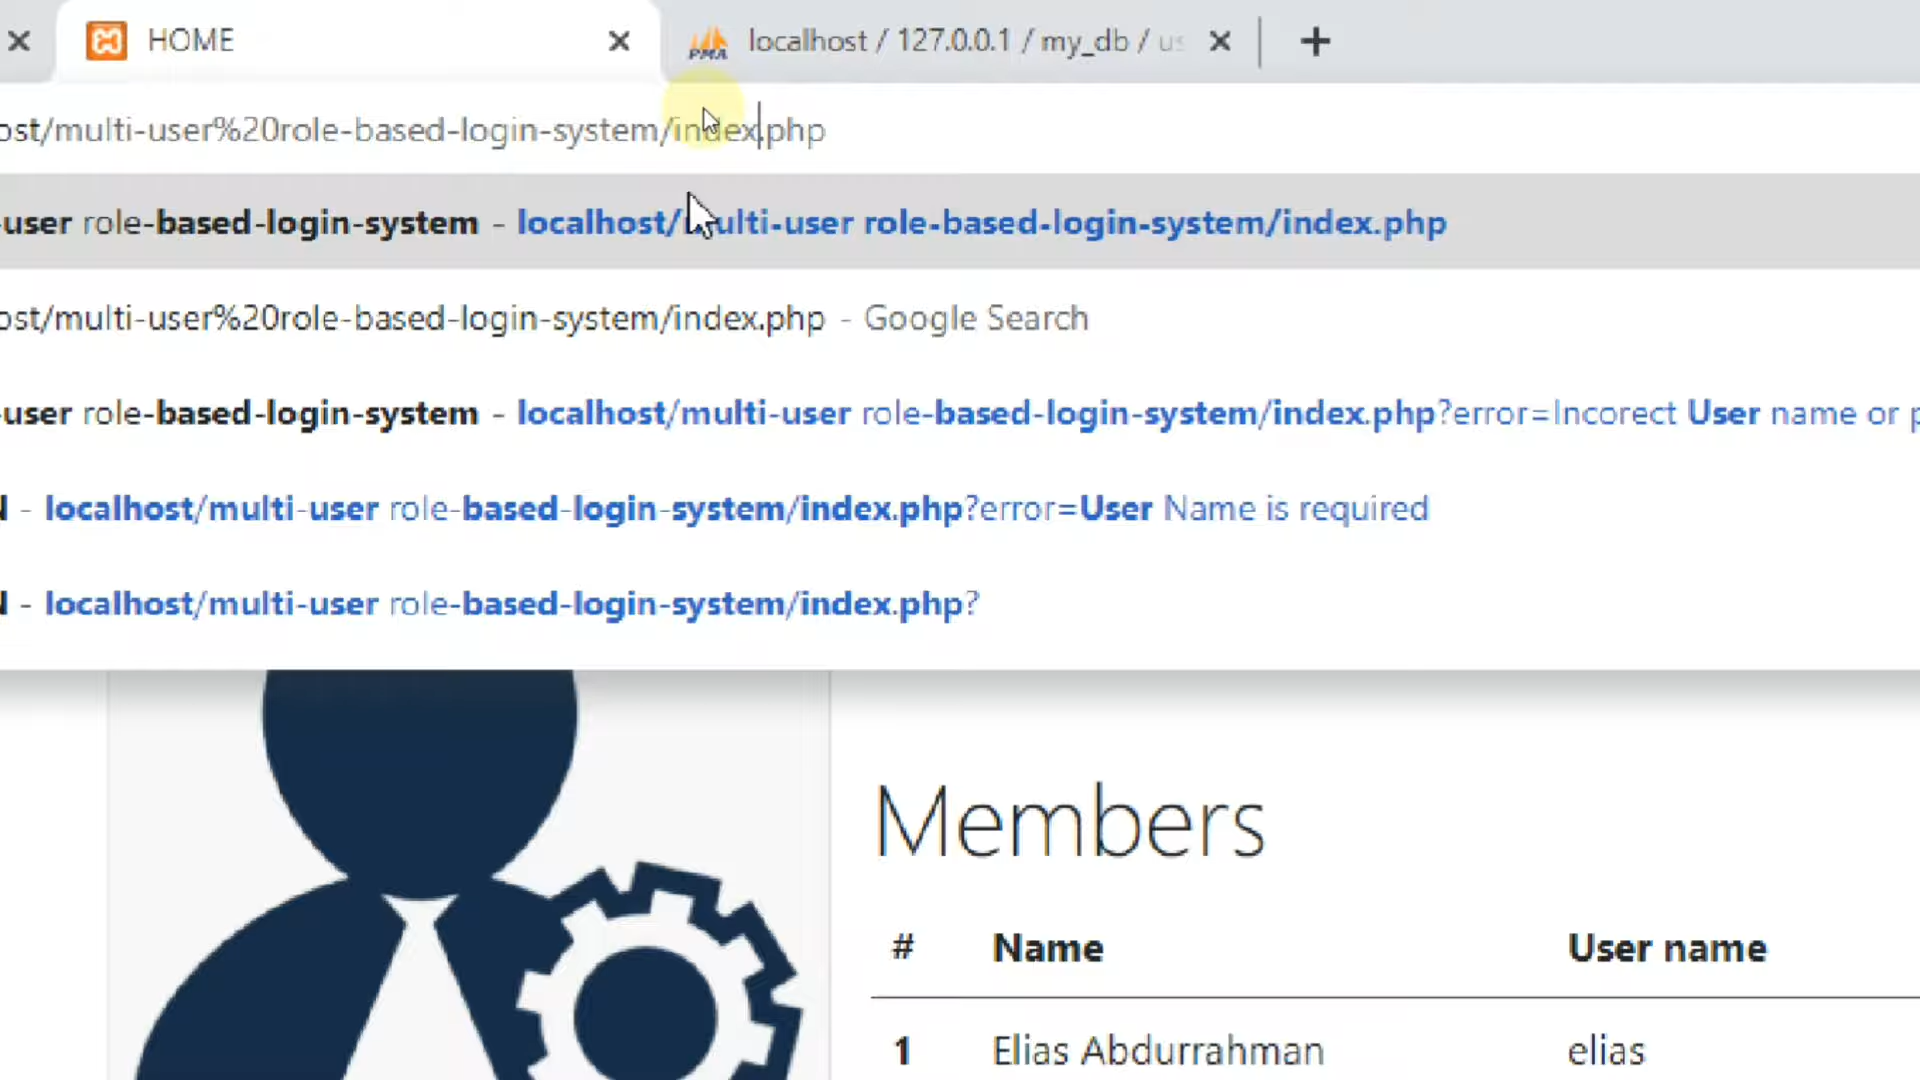 HOME
PMA localhost / 127.0.0.1 / my_db / us
ost/multi-user%20role-based-login-system/index.php
-user role-based-login-system - localhost/multi-user role-based-login-system/index.php
ost/multi-user%20role-based-login-system/index.php - Google Search
-user role-based-login-system - localhost/multi-user role-based-login-system/index.php?error=Incorect User name or p
N - localhost/multi-user role-based-login-system/index.php?error=User Name is required
N - localhost/multi-user role-based-login-system/index.php?
Members
# Name User name
1 Elias Abdurrahman elias